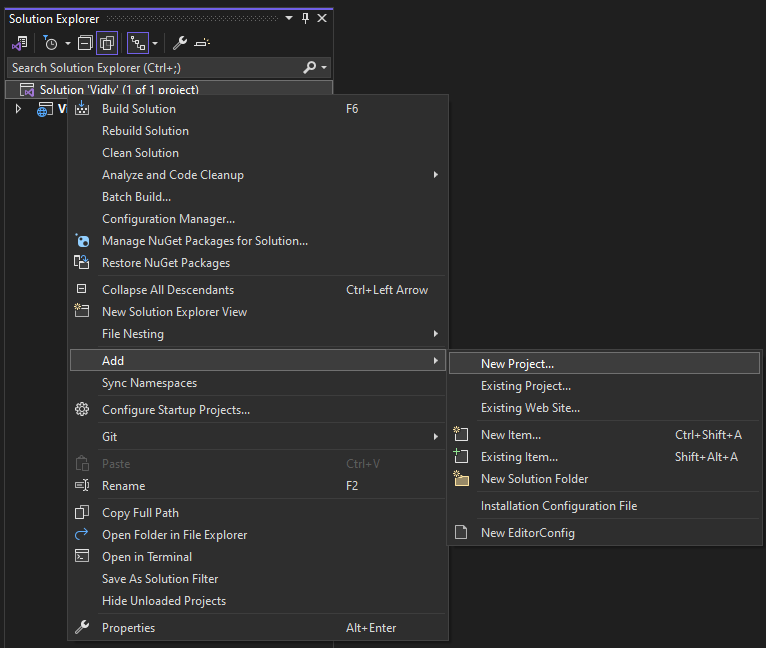 Solution Explorer
Search Solution Explorer (Ctrl+;)
Solution 'Vidly' (1 of 1 project)
Build Solution F6
Rebuild Solution
Clean Solution
Analyze and Code Cleanup
Batch Build...
Configuration Manager...
Manage NuGet Packages for Solution...
Restore NuGet Packages
Collapse All Descendants Ctrl+Left Arrow
New Solution Explorer View
File Nesting
Add
Sync Namespaces
Configure Startup Projects...
Git
Paste Ctrl+V
Rename F2
Copy Full Path
Open Folder in File Explorer
Open in Terminal
Save As Solution Filter
Hide Unloaded Projects
Properties Alt+Enter
New Project...
Existing Project...
Existing Web Site...
New Item... Ctrl+Shift+A
Existing Item... Shift+Alt+A
New Solution Folder
Installation Configuration File
New EditorConfig